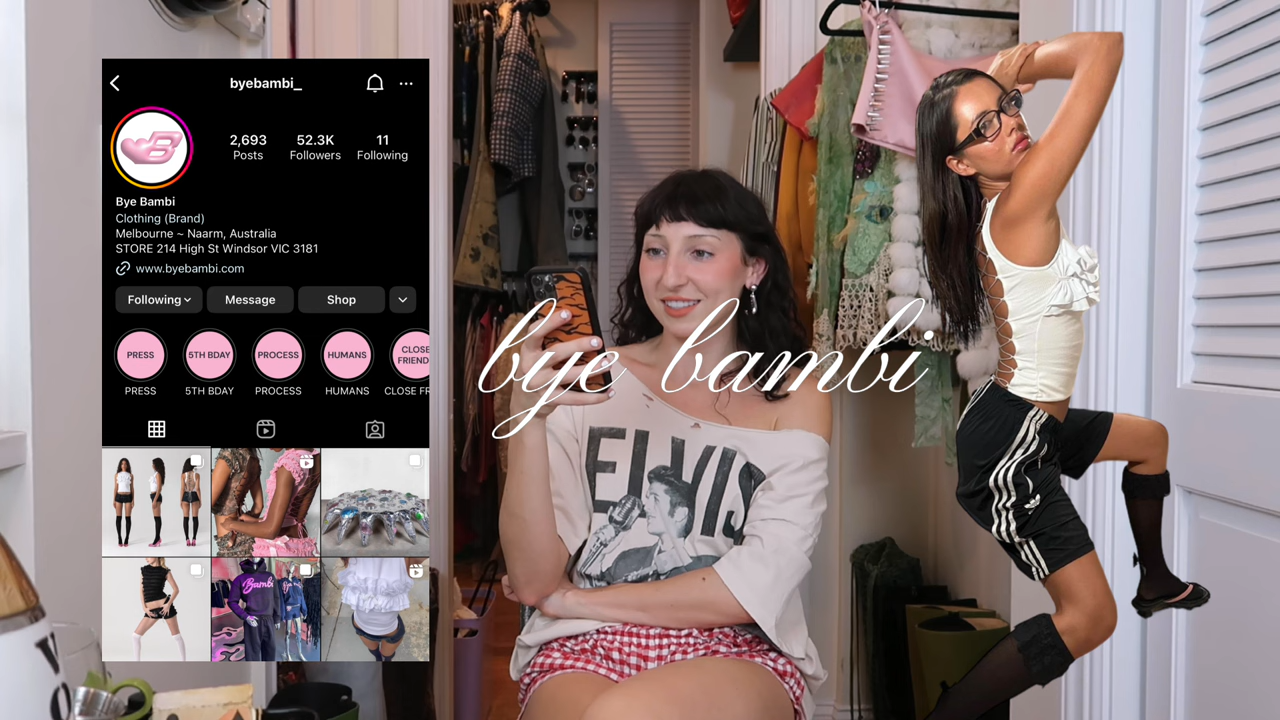 byebambi_
2,693 52.3K 11
Posts Followers Following
B
Bye Bambi
Clothing (Brand)
Melbourne ~ Naarm, Australia
STORE 214 High St Windsor VIC 3181
www.byebambi.com
Following Message Shop
PRESS 5TH BDAY PROCESS HUMANS CLOSE
FRIEND
PRESS 5TH BDAY PROCESS HUMANS CLOSE FR
Bambi
bye bambi
ELVIS